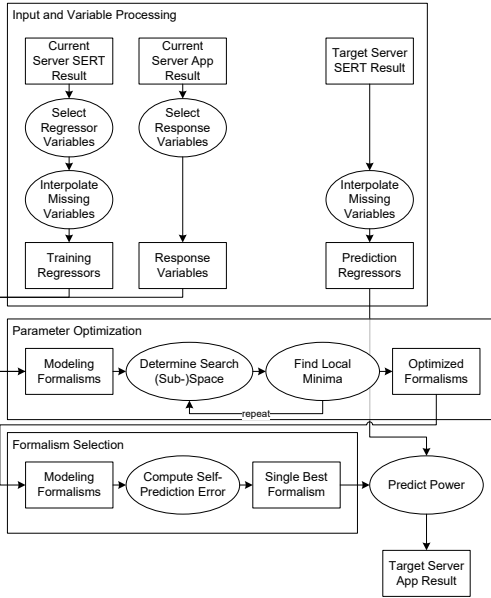 Input and Variable Processing
Current
Server SERT
Result
Current
Server App
Result
Target Server
SERT Result
Select
Regressor
Variables
Select
Response
Variables
Interpolate
Missing
Variables
Interpolate
Missing
Variables
Training
Regressors
Response
Variables
Prediction
Regressors
Parameter Optimization
Modeling
Formalisms
Determine Search
(Sub-)Space
Find Local
Minima
Optimized
Formalisms
repeat
Formalism Selection
Modeling
Formalisms
Compute Self-
Prediction Error
Single Best
Formalism
Predict Power
Target Server
App Result